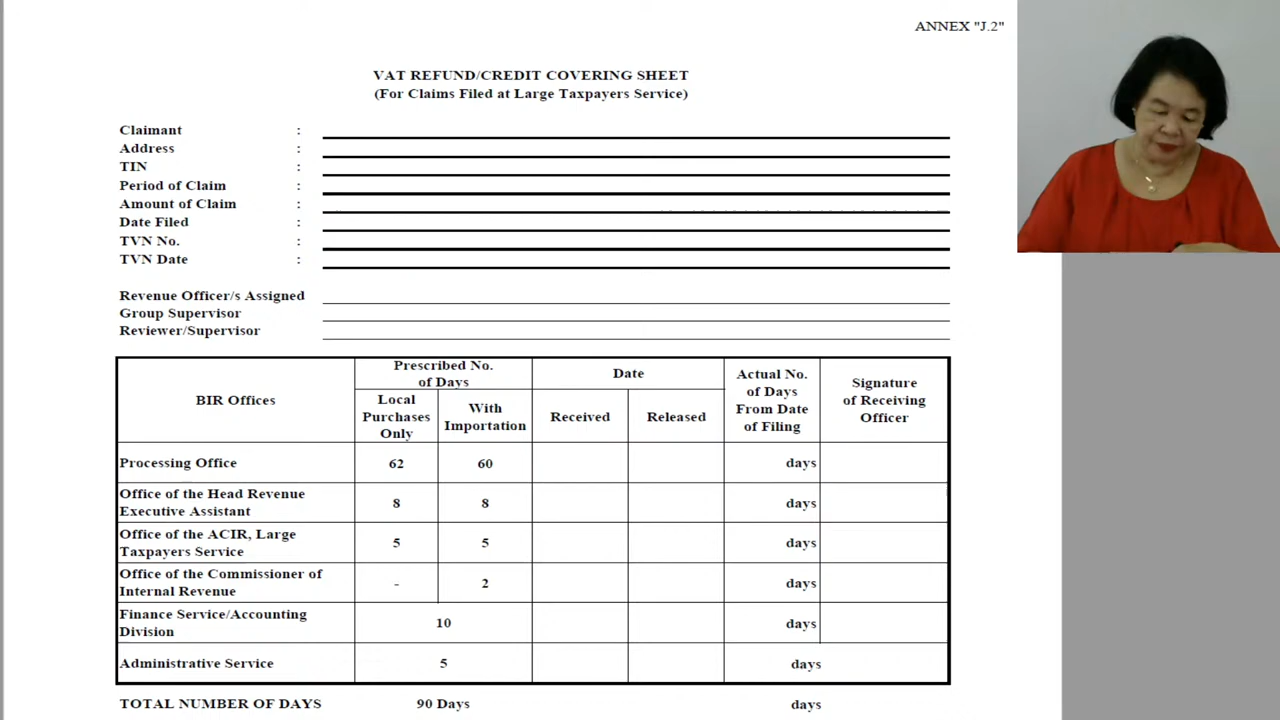 ANNEX "J.2"
VAT REFUND/CREDIT COVERING SHEET
(For Claims Filed at Large Taxpayers Service)
Claimant :
Address :
TIN :
Period of Claim :
Amount of Claim :
Date Filed :
TVN No. :
TVN Date :
Revenue Officer/s Assigned
Group Supervisor
Reviewer/Supervisor
BIR Offices
Prescribed No.
of Days
Local
Purchases
Only
With
Importation
Date
Received
Released
Actual No.
of Days
From Date
of Filing
Signature
of Receiving
Officer
Processing Office 62 60 days
Office of the Head Revenue
Executive Assistant 8 8 days
Office of the ACIR, Large
Taxpayers Service 5 5 days
Office of the Commissioner of
Internal Revenue - 2 days
Finance Service/Accounting
Division 10 days
Administrative Service 5 days
TOTAL NUMBER OF DAYS 90 Days days